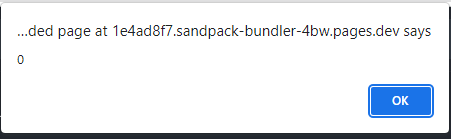 ...ded page at 1e4ad8f7.sandpack-bundler-4bw.pages.dev says
0
OK